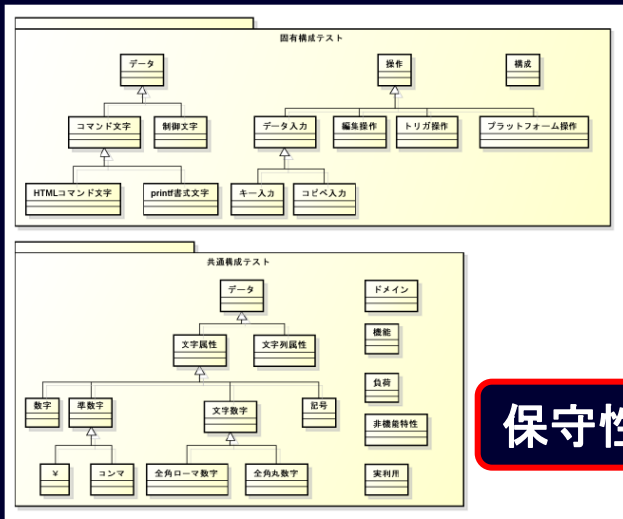 固有構成テスト
データ
操作
構成
コマンド文字
制御文字
データ入力
編集操作
トリガ操作
プラットフォーム操作
HTMLコマンド文字
printf書式文字
キー入力
コピペ入力
共通構成テスト
データ
ドメイン
文字属性
文字列属性
機能
数字
準数字
文字数字
記号
負荷
非機能特性
保守性
¥
コンマ
全角ローマ数字
全角丸数字
実利用